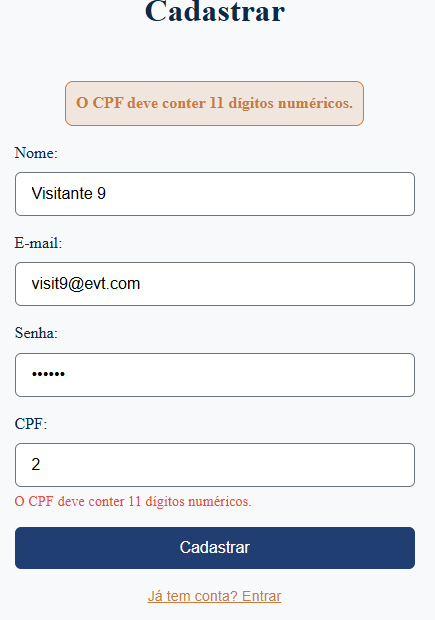 Cadastrar
O CPF deve conter 11 dígitos numéricos.
Nome:
Visitante 9
E-mail:
visit9@evt.com
Senha:
••••••
CPF:
2
O CPF deve conter 11 dígitos numéricos.
Cadastrar
Já tem conta? Entrar